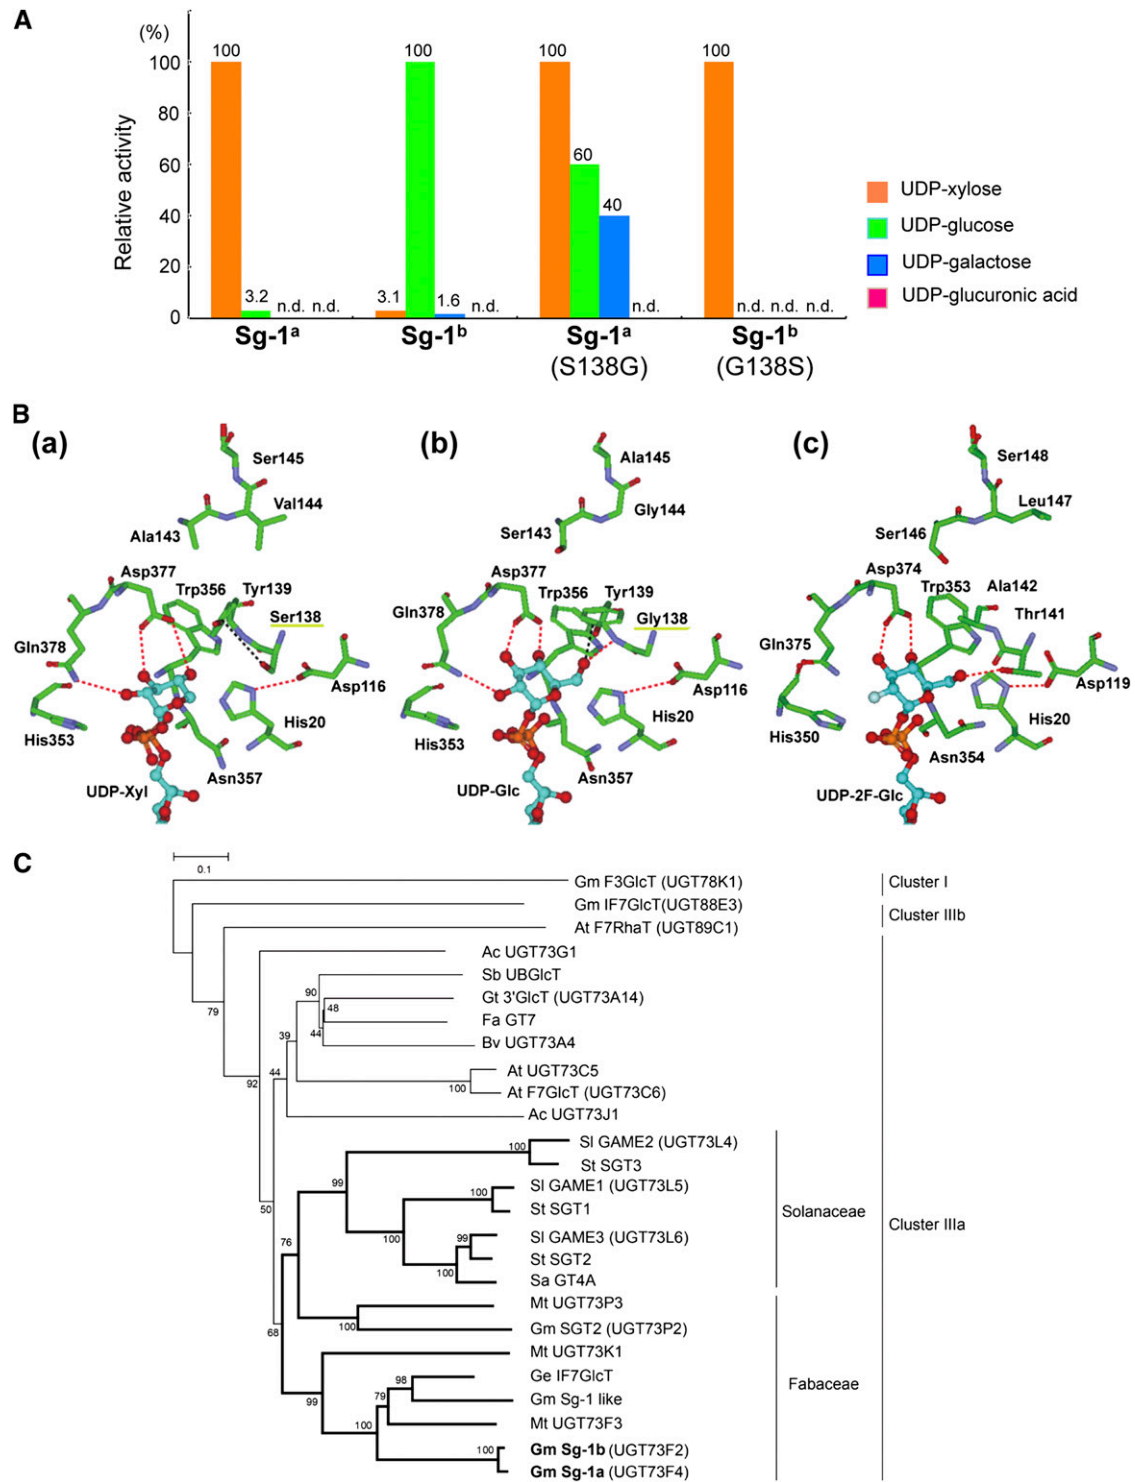 A
(%)
100
80
60
40
20
0
Relative activity
100
3.2
n.d. n.d.
3.1
100
1.6
n.d.
100
60
40
n.d.
100
n.d. n.d. n.d.
Sg-1a
Sg-1b
Sg-1a
(S138G)
Sg-1b
(G138S)
UDP-xylose
UDP-glucose
UDP-galactose
UDP-glucuronic acid
B
(a)
Ser145
Val144
Ala143
Asp377
Trp356
Tyr139
Ser138
Gln378
Asp116
His20
His353
Asn357
UDP-Xyl
(b)
Ala145
Gly144
Ser143
Asp377
Trp356
Tyr139
Gly138
Gln378
Asp116
His20
His353
Asn357
UDP-Glc
(c)
Ser148
Leu147
Ser146
Asp374
Trp353
Ala142
Thr141
Gln375
Asp119
His20
His350
Asn354
UDP-2F-Glc
C
0.1
Gm F3GlcT (UGT78K1)
Cluster I
Gm IF7GlcT(UGT88E3)
Cluster IIIb
At F7RhaT (UGT89C1)
Ac UGT73G1
Sb UBGlcT
90
Gt 3'GlcT (UGT73A14)
48
79
Fa GT7
39
44
Bv UGT73A4
At UGT73C5
44
92
100
At F7GlcT (UGT73C6)
Ac UGT73J1
100
Sl GAME2 (UGT73L4)
St SGT3
99
100
Sl GAME1 (UGT73L5)
50
St SGT1
Solanaceae
Cluster IIIa
76
100
99
Sl GAME3 (UGT73L6)
St SGT2
100
Sa GT4A
Mt UGT73P3
68
100
Gm SGT2 (UGT73P2)
Mt UGT73K1
Ge IF7GlcT
Fabaceae
98
99
79
Gm Sg-1 like
Mt UGT73F3
100
100
Gm Sg-1b (UGT73F2)
Gm Sg-1a (UGT73F4)